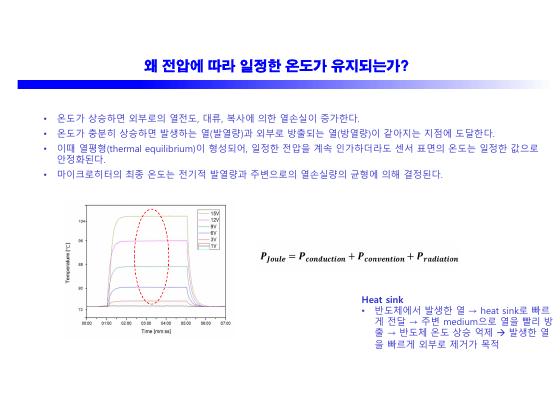 왜 전압에 따라 일정한 온도가 유지되는가?
• 온도가 상승하면 외부로의 열전도, 대류, 복사에 의한 열손실이 증가한다.
• 온도가 충분히 상승하면 발생하는 열(발열량)과 외부로 방출되는 열(방열량)이 같아지는 지점에 도달한다.
• 이때 열평형(thermal equilibrium)이 형성되어, 일정한 전압을 계속 인가하더라도 센서 표면의 온도는 일정한 값으로
안정화된다.
• 마이크로히터의 최종 온도는 전기적 발열량과 주변으로의 열손실량의 균형에 의해 결정된다.
Temperature [°C]
104
96
88
80
72
00:00 01:00 02:00 03:00 04:00 05:00 06:00 07:00
Time [mm:ss]
15V
12V
9V
6V
3V
1V
P_Joule = P_conduction + P_convention + P_radiation
Heat sink
• 반도체에서 발생한 열 → heat sink로 빠르
게 전달 → 주변 medium으로 열을 빨리 방
출 → 반도체 온도 상승 억제 → 발생한 열
을 빠르게 외부로 제거가 목적